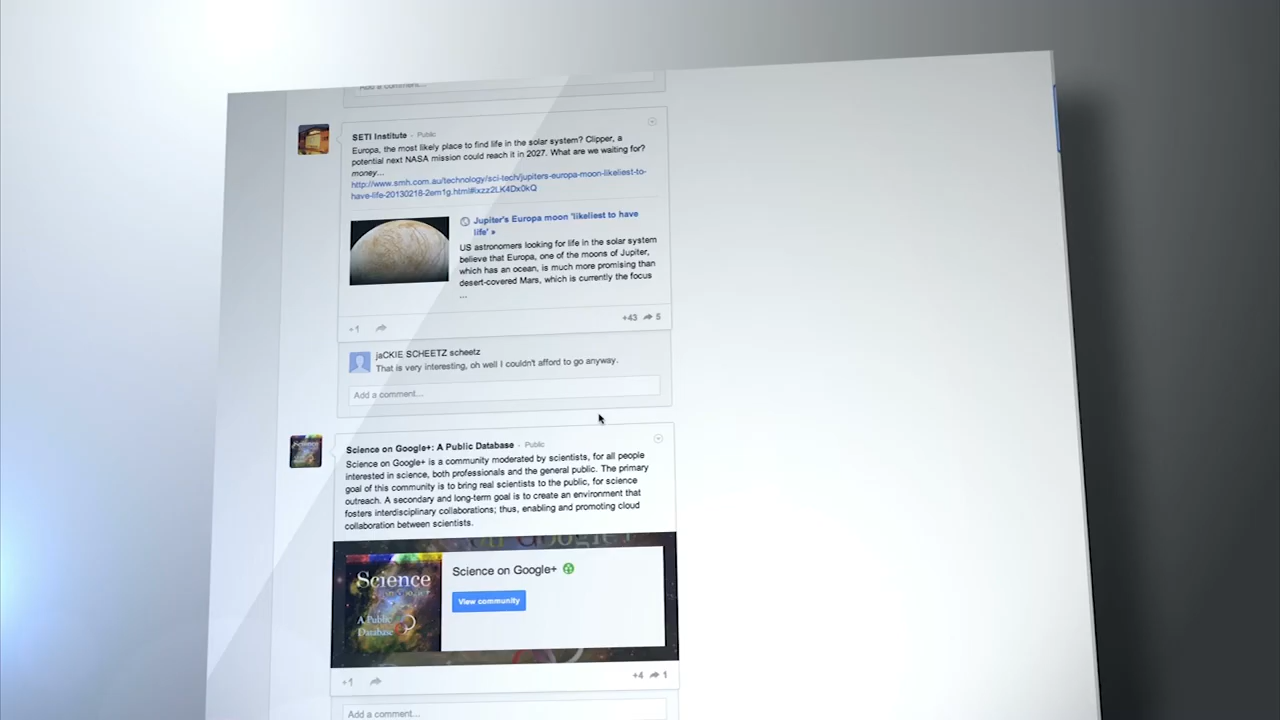 Add a comment...
SETI Institute - Public
Europa, the most likely place to find life in the solar system? Clipper, a
potential next NASA mission could reach it in 2027. What are we waiting for?
money...
http://www.smh.com.au/technology/sci-tech/jupiters-europa-moon-likeliest-to-
have-life-20130218-2em1g.html#ixzz2LK4Dx0kQ
Jupiter's Europa moon 'likeliest to have
life' »
US astronomers looking for life in the solar system
believe that Europa, one of the moons of Jupiter,
which has an ocean, is much more promising than
desert-covered Mars, which is currently the focus
...
+1
+43 5
jaCKIE SCHEETZ scheetz
That is very interesting, oh well I couldn't afford to go anyway.
Add a comment...
Science on Google+: A Public Database - Public
Science on Google+ is a community moderated by scientists, for all people
interested in science, both professionals and the general public. The primary
goal of this community is to bring real scientists to the public, for science
outreach. A secondary and long-term goal is to create an environment that
fosters interdisciplinary collaborations; thus, enabling and promoting cloud
collaboration between scientists.
Science
on Google+
A Public
Database
Science on Google+
View community
+1
+4 1
Add a comment...